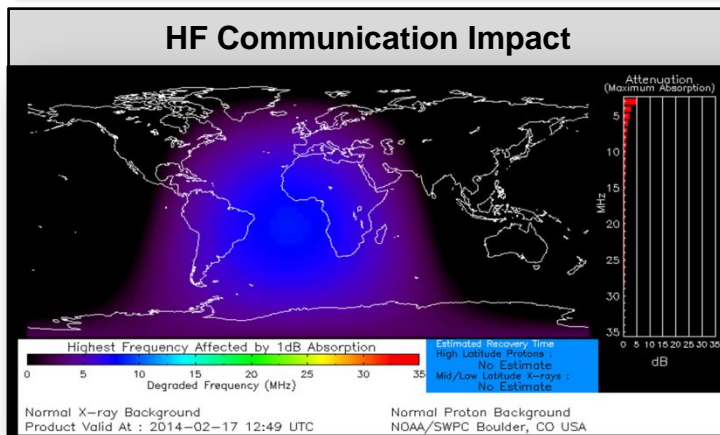 HF Communication Impact
Attenuation
(Maximum Absorption)
5
10
15
20
25
30
35
MHz
0 5 10 15 20 25 30 35
dB
Highest Frequency Affected by 1dB Absorption
0 5 10 15 20 25 30 35
Degraded Frequency (MHz)
Estimated Recovery Time
High Latitude Protons :
No Estimate
Mid/Low Latitude X-rays :
No Estimate
Normal X-ray Background
Product Valid At : 2014-02-17 12:49 UTC
Normal Proton Background
NOAA/SWPC Boulder, CO USA